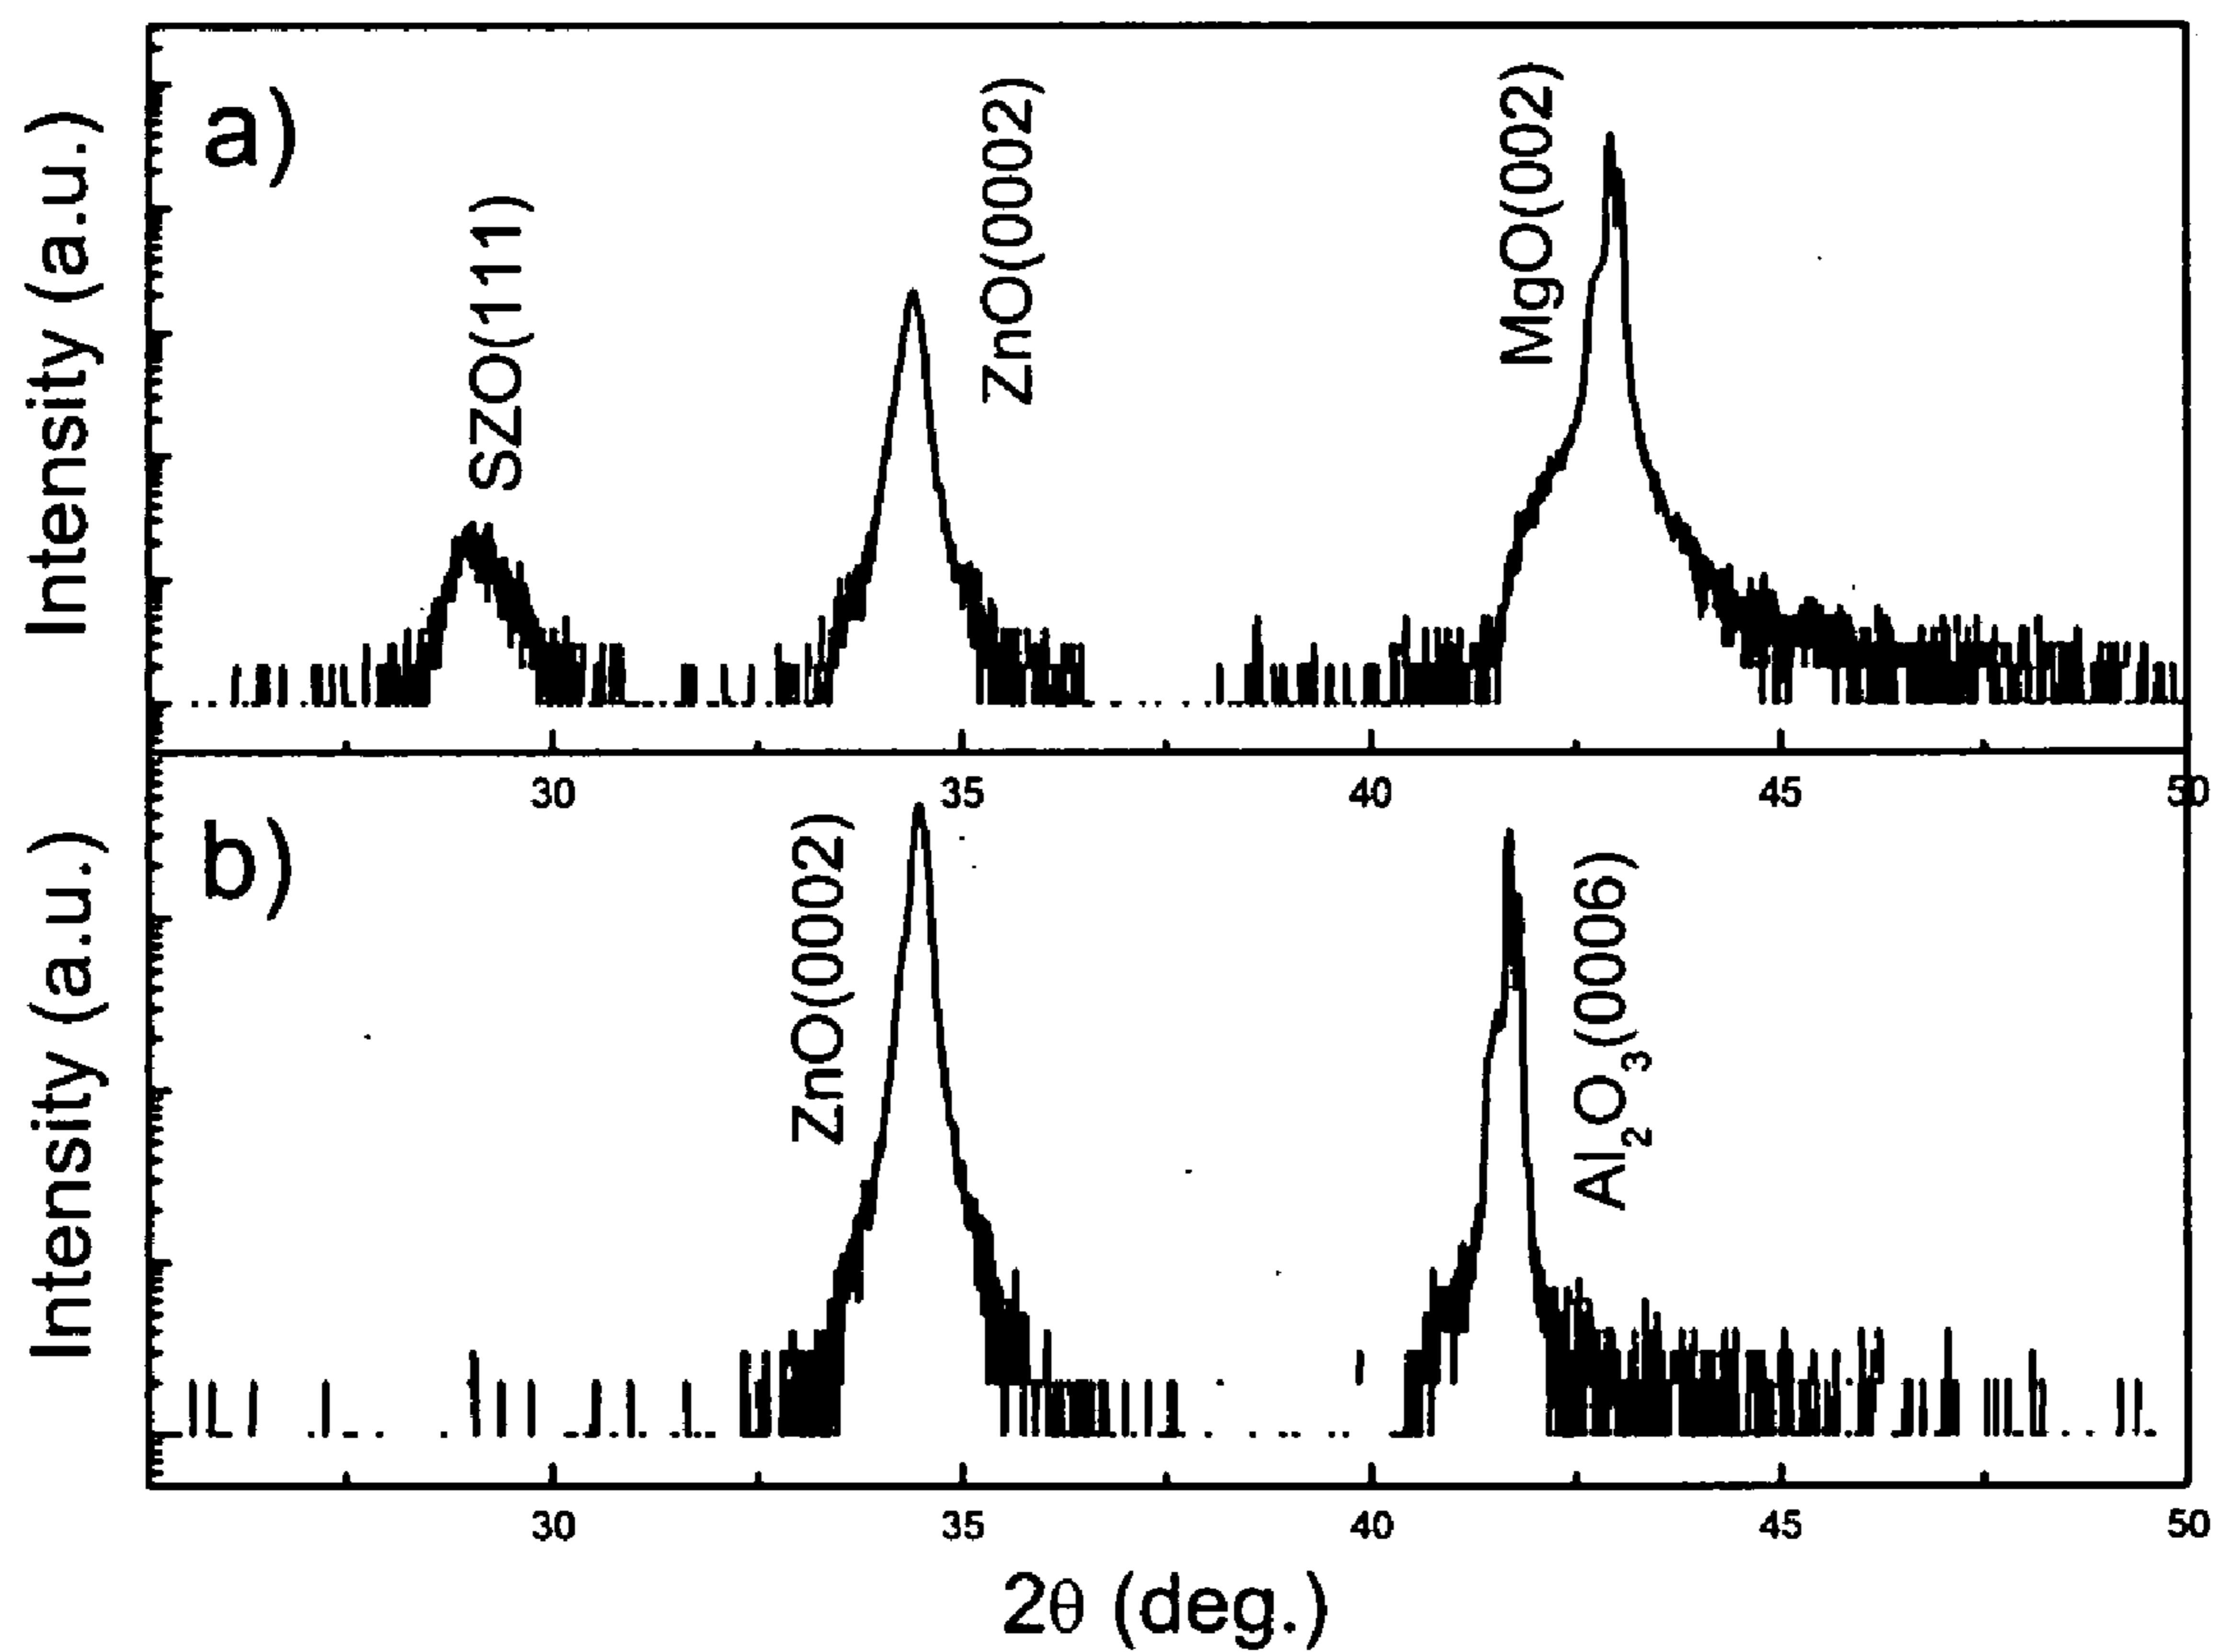 a)
Intensity (a.u.)
SZO(111)
ZnO(0002)
MgO(002)
30 35 40 45 50
b)
Intensity (a.u.)
ZnO(0002)
Al2O3(0006)
30 35 40 45 50
2θ (deg.)